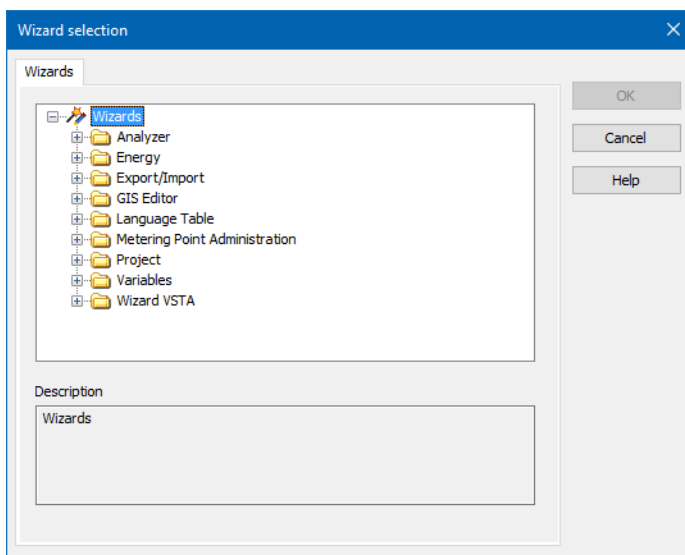 Wizard selection
Wizards
Wizards
Analyzer
Energy
Export/Import
GIS Editor
Language Table
Metering Point Administration
Project
Variables
Wizard VSTA
OK
Cancel
Help
Description
Wizards